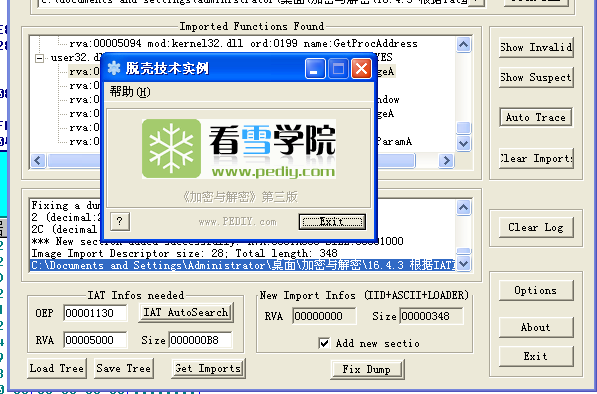 c:\documents and settings\administrator\桌面\加密与解密\16.4.3 根据IAT
Imported Functions Found
rva:00005094 mod:kernel32.dll ord:0199 name:GetProcAddress
user32.d
YES
rva:0
geA
rva:0
rva:0
ndow
rva:0
geA
rva:0
rva:0
ParamA
Show Invalid
Show Suspect
Auto Trace
Clear Imports
脱壳技术实例
帮助(H)
看雪学院
www.pediy.com
《加密与解密》第三版
?
www.PEDIY.com
Exit
Fixing a du
2 (decimal:2
2C (decimal
*** New section added successfully.
1000
Image Import Descriptor size: 28; Total length: 348
C:\Documents and Settings\Administrator\桌面\加密与解密\16.4.3 根据IAT
Clear Log
IAT Infos needed
OEP 00001130 IAT AutoSearch
RVA 00005000 Size 000000B8
Load Tree Save Tree Get Imports
New Import Infos (IID+ASCII+LOADER)
RVA 00000000 Size 00000348
Add new sectio
Fix Dump
Options
About
Exit